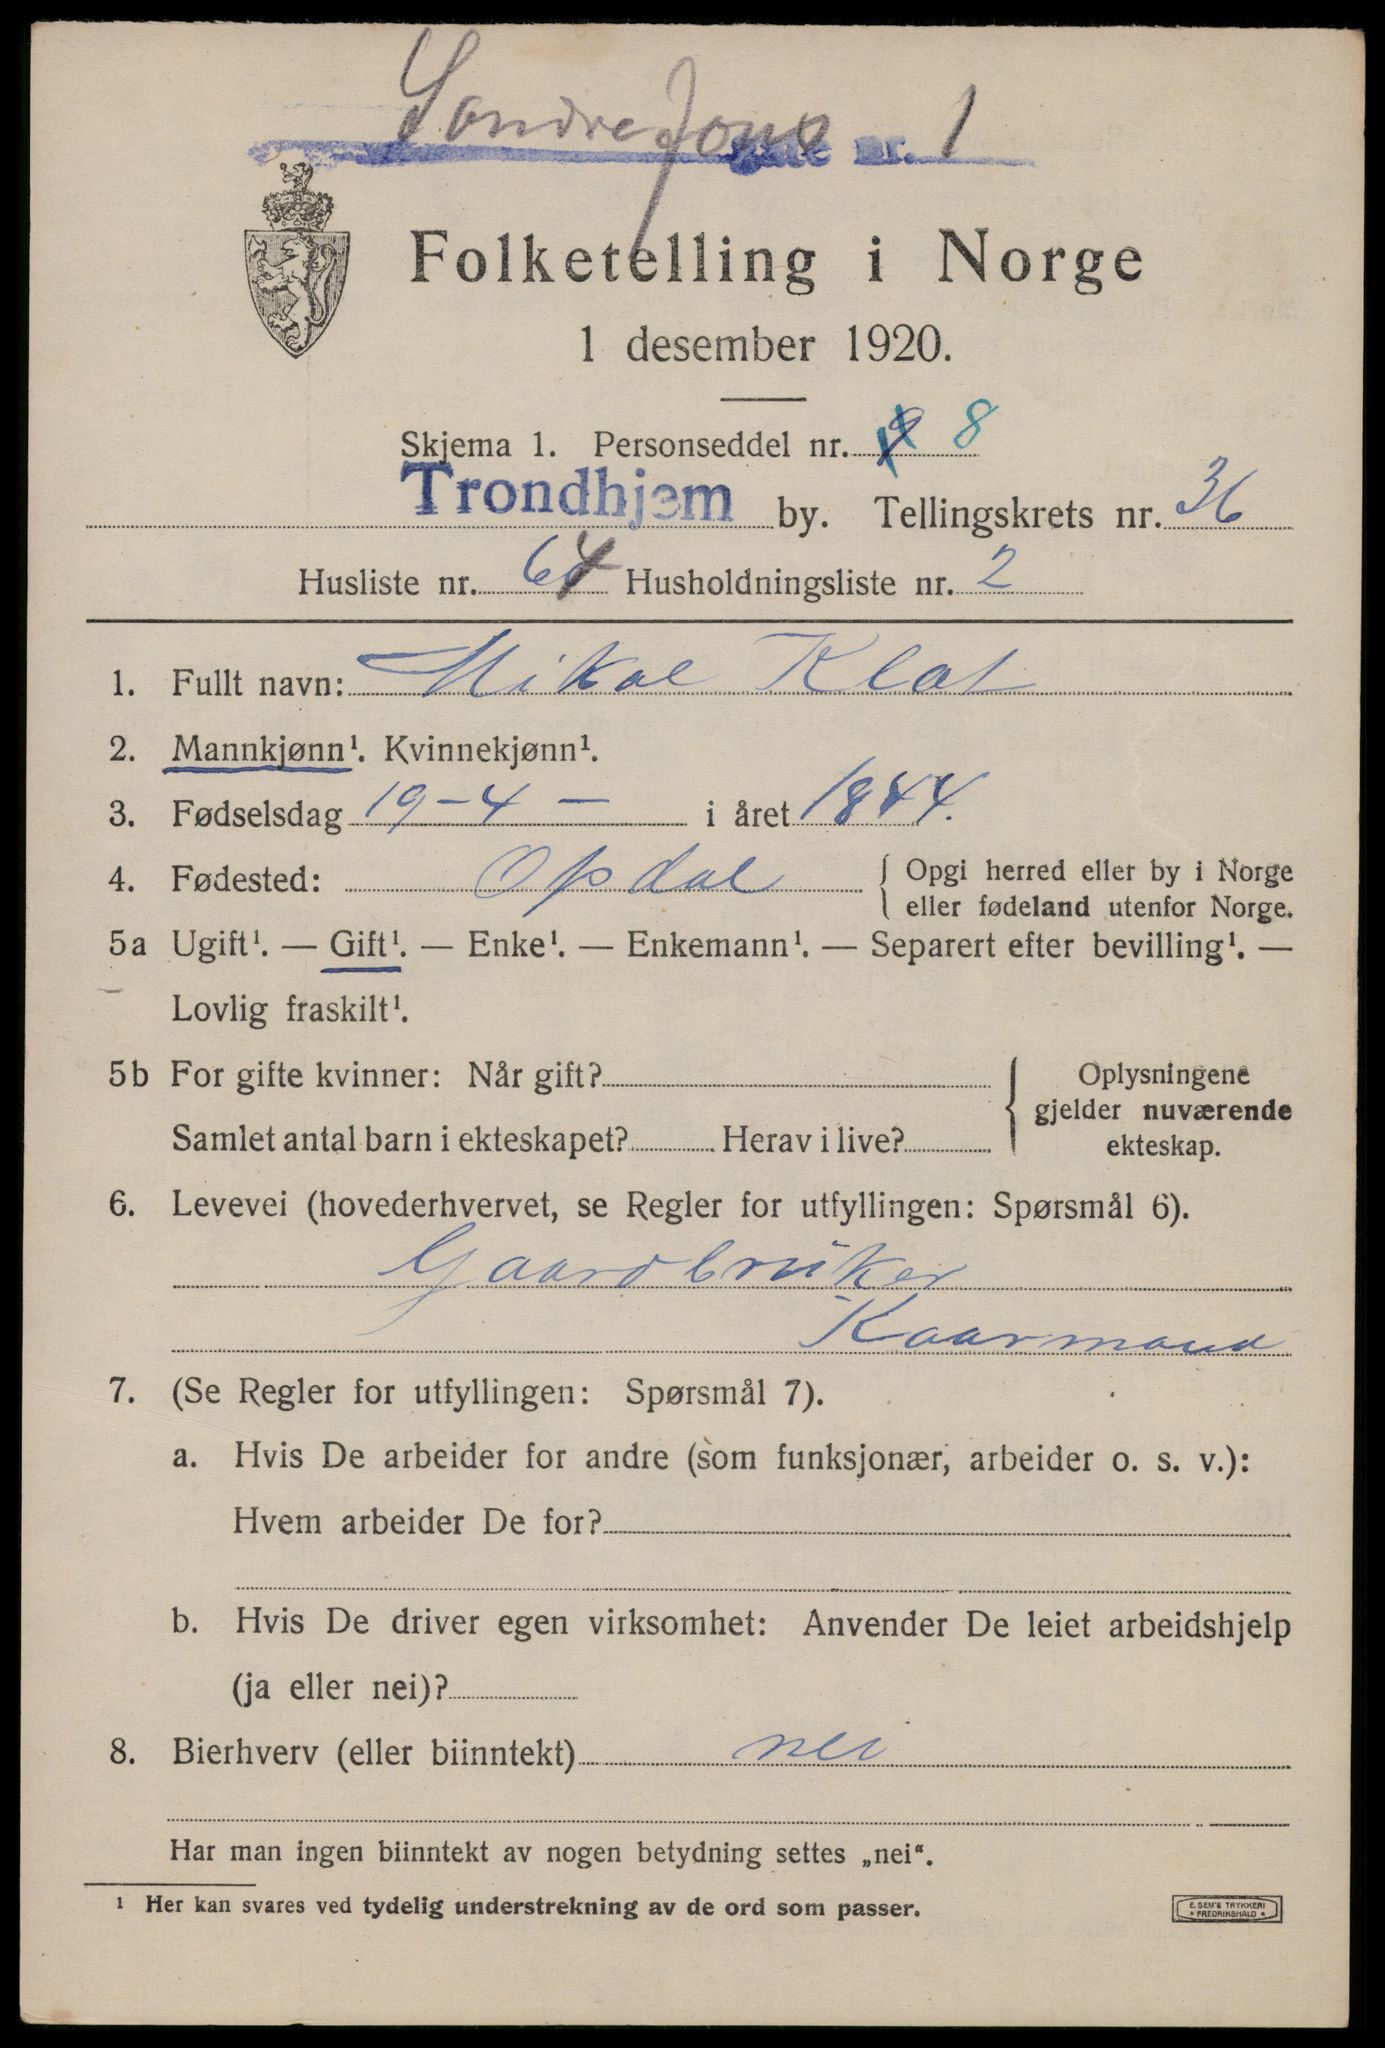 gate nr. 1
Folketelling i Norge
1 desember 1920.
Skjema 1. Personseddel nr. 8
Trondhjem by. Tellingskrets nr. 36
Husliste nr. 64 Husholdningsliste nr. 2
1. Fullt navn: Mikal
2. Mannkjønn¹. Kvinnekjønn¹.
3. Fødselsdag 19-4- i året 1844.
4. Fødested: Opdal { Opgi herred eller by i Norge
eller fødeland utenfor Norge.
5a Ugift¹. — Gift¹. — Enke¹. — Enkemann¹. — Separert efter bevilling¹. —
Lovlig fraskilt¹.
5b For gifte kvinner: Når gift? { Oplysningene
gjelder nuværende
Samlet antal barn i ekteskapet? Herav i live? ekteskap.
6. Levevei (hovederhvervet, se Regler for utfyllingen: Spørsmål 6).
Gaardbruker
Kaarmand
7. (Se Regler for utfyllingen: Spørsmål 7).
a. Hvis De arbeider for andre (som funksjonær, arbeider o. s. v.):
Hvem arbeider De for?
b. Hvis De driver egen virksomhet: Anvender De leiet arbeidshjelp
(ja eller nei)?
8. Bierhverv (eller biinntekt) nei
Har man ingen biinntekt av nogen betydning settes „nei“.
¹ Her kan svares ved tydelig understrekning av de ord som passer.
E. SEM'S TRYKKERI
* FREDRIKSHALD *